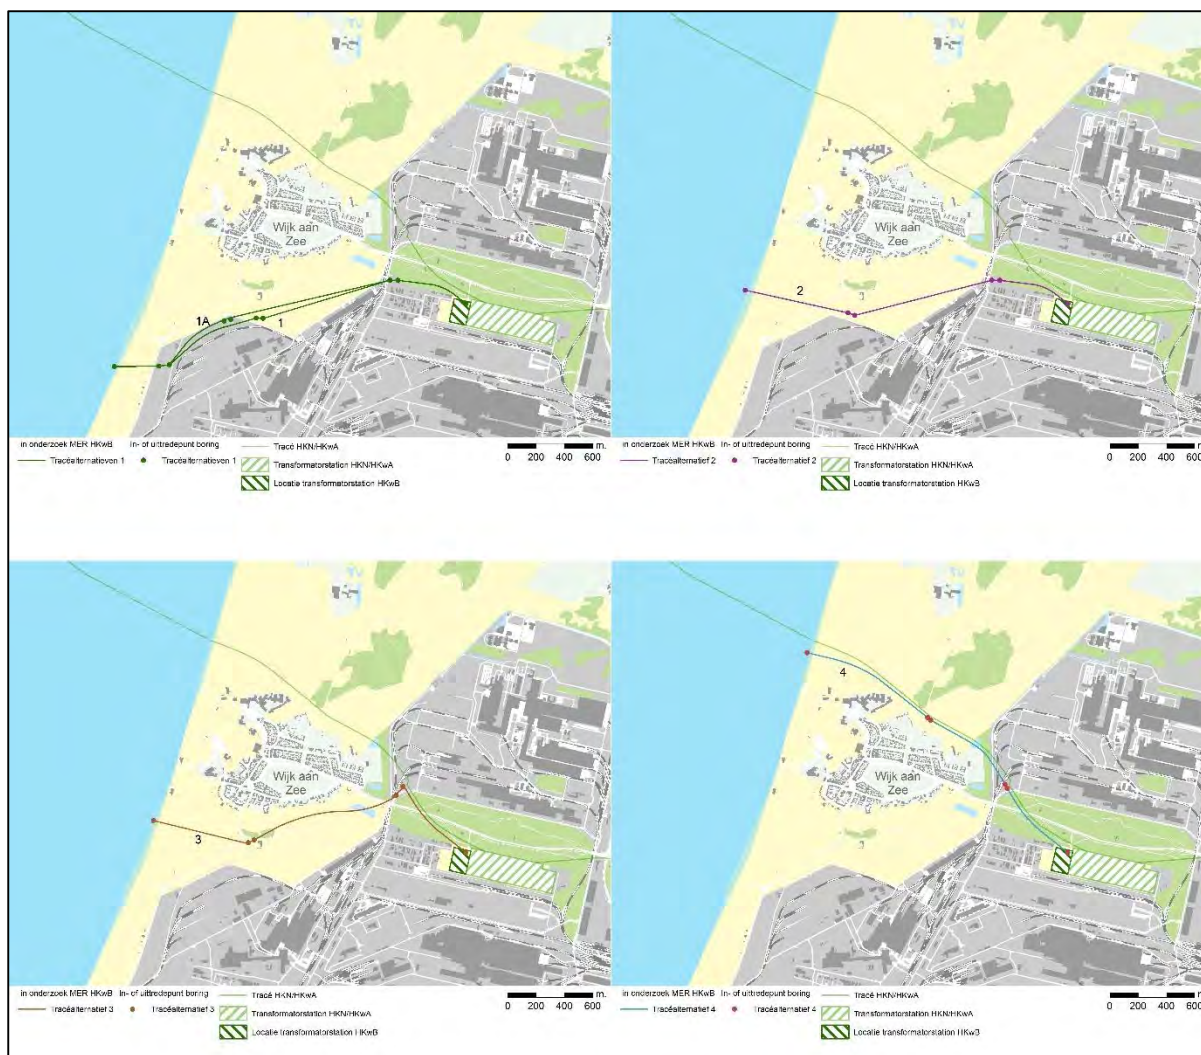 Wijk aan
Zee
1A
1
in onderzoek MER HKwB In- of uittredepunt boring
Tracé HKN/HKwA
Tracéalternatieven 1 Tracéalternatieven 1
Transformatorstation HKN/HKwA
Locatie transformatorstation HKwB
m.
0 200 400 600
Wijk aan
Zee
2
in onderzoek MER HKwB In- of uittredepunt boring
Tracé HKN/HKwA
Tracéalternatief 2 Tracéalternatief 2
Transformatorstation HKN/HKwA
Locatie transformatorstation HKwB
m.
0 200 400 600
Wijk aan
Zee
3
in onderzoek MER HKwB In- of uittredepunt boring
Tracé HKN/HKwA
Tracéalternatief 3 Tracéalternatief 3
Transformatorstation HKN/HKwA
Locatie transformatorstation HKwB
m.
0 200 400 600
4
Wijk aan
Zee
in onderzoek MER HKwB In- of uittredepunt boring
Tracé HKN/HKwA
Tracéalternatief 4 Tracéalternatief 4
Transformatorstation HKN/HKwA
Locatie transformatorstation HKwB
m.
0 200 400 600